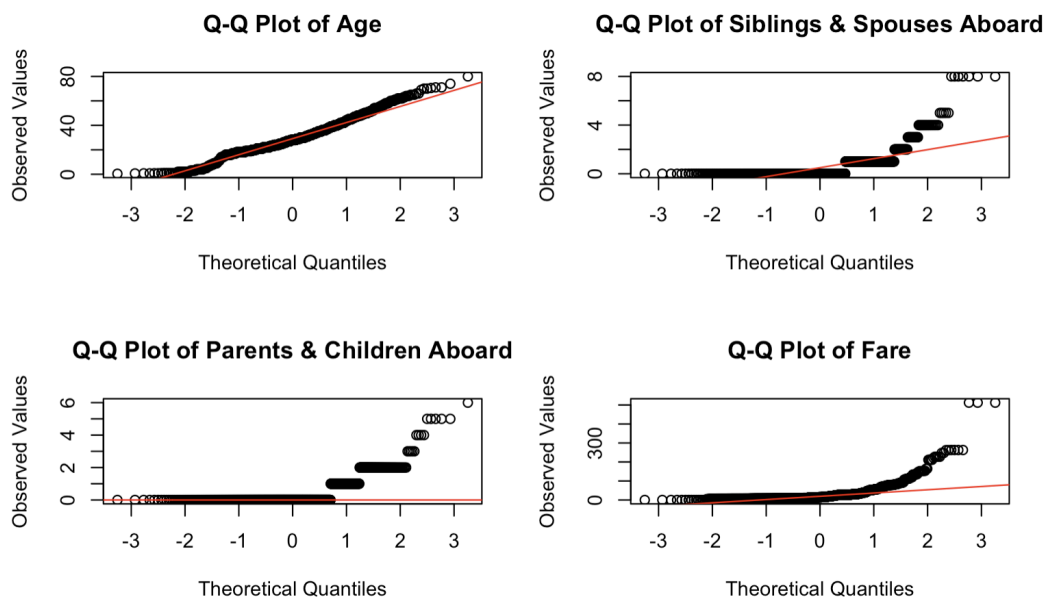 Q-Q Plot of Age
Observed Values
80
40
0
-3 -2 -1 0 1 2 3
Theoretical Quantiles
Q-Q Plot of Siblings & Spouses Aboard
Observed Values
8
4
0
-3 -2 -1 0 1 2 3
Theoretical Quantiles
Q-Q Plot of Parents & Children Aboard
Observed Values
6
4
2
0
-3 -2 -1 0 1 2 3
Theoretical Quantiles
Q-Q Plot of Fare
Observed Values
300
0
-3 -2 -1 0 1 2 3
Theoretical Quantiles